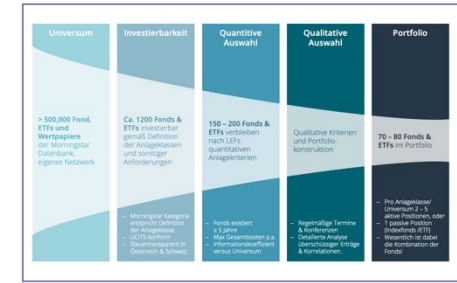 Universum
> 500,000 Fond,
ETFs und
Wertpapiere
der Morningstar
Datenbank,
eigenes Netzwerk
Investierbarkeit
Ca. 1200 Fonds &
ETFs investierbar
gemäß Definition
der Anlageklassen
und sonstiger
Anforderungen
– Morningstar Kategorie
entspricht Definition
der Anlageklasse
– UCITS-konform
– Steuertransparent in
Österreich & Schweiz
Quantitive
Auswahl
150 – 200 Fonds &
ETFs verbleiben
nach LEFs
quantitativen
Anlagekriterien
– Fonds existiert
≥ 5 Jahre
– Max Gesamtkosten p.a.
– Informationskoeffizient
versus Universum
Qualitative
Auswahl
Qualitative Kriterien
und Portfolio-
konstruktion
– Regelmäßige Termine
& Konferenzen
– Detailierte Analyse
überschüssiger Erträge
& Korrelationen.
Portfolio
70 – 80 Fonds &
ETFs im Portfolio
– Pro Anlageklasse/
Universum 2 – 5
aktive Positionen, oder
– 1 passive Position
(Indexfonds /ETF)
– Wesentlich ist dabei
die Kombination der
Fonds!